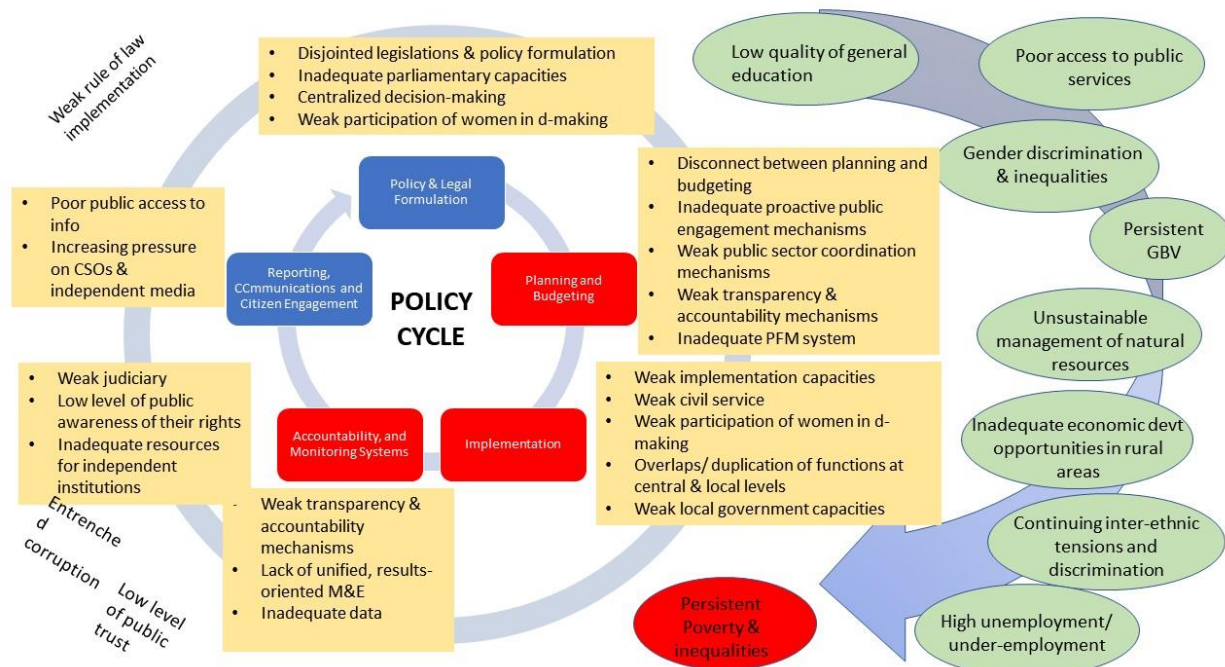 Weak rule of law
implementation
• Disjointed legislations & policy formulation
• Inadequate parliamentary capacities
• Centralized decision-making
• Weak participation of women in d-making
Low quality of general
education
Poor access to public
services
Gender discrimination
& inequalities
Persistent
GBV
Unsustainable
management of natural
resources
Inadequate economic devt
opportunities in rural
areas
Continuing inter-ethnic
tensions and
discrimination
High unemployment/
under-employment
Persistent
Poverty &
inequalities
• Disconnect between planning and
budgeting
• Inadequate proactive public
engagement mechanisms
• Weak public sector coordination
mechanisms
• Weak transparency &
accountability mechanisms
• Inadequate PFM system
• Weak implementation capacities
• Weak civil service
• Weak participation of women in d-
making
• Overlaps/ duplication of functions at
central & local levels
• Weak local government capacities
Policy & Legal
Formulation
Planning and
Budgeting
Implementation
Accountability, and
Monitoring Systems
Reporting,
CCmmunications and
Citizen Engagement
POLICY
CYCLE
• Poor public access to
info
• Increasing pressure
on CSOs &
independent media
• Weak judiciary
• Low level of public
awareness of their rights
• Inadequate resources
for independent
institutions
- Weak transparency &
accountability
mechanisms
• Lack of unified, results-
oriented M&E
• Inadequate data
Entrenche
d
corruption
Low level
of public
trust